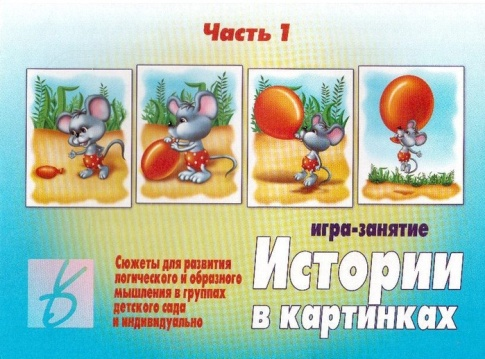 Часть 1
игра-занятие
Истории
в картинках
Сюжеты для развития
логического и образного
мышления в группах
детского сада
и индивидуально